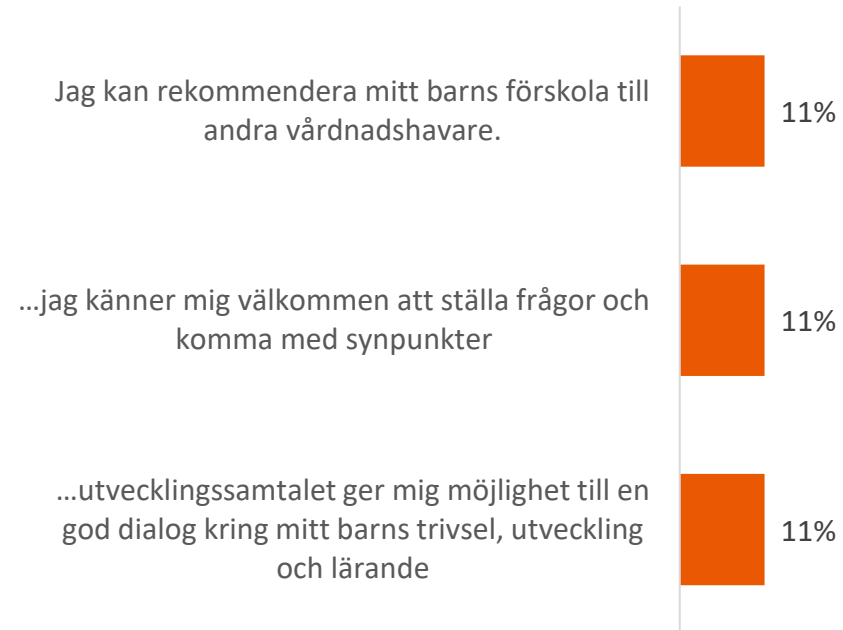 Jag kan rekommendera mitt barns förskola till
andra vårdnadshavare.
11%
…jag känner mig välkommen att ställa frågor och
komma med synpunkter
11%
…utvecklingssamtalet ger mig möjlighet till en
god dialog kring mitt barns trivsel, utveckling
och lärande
11%